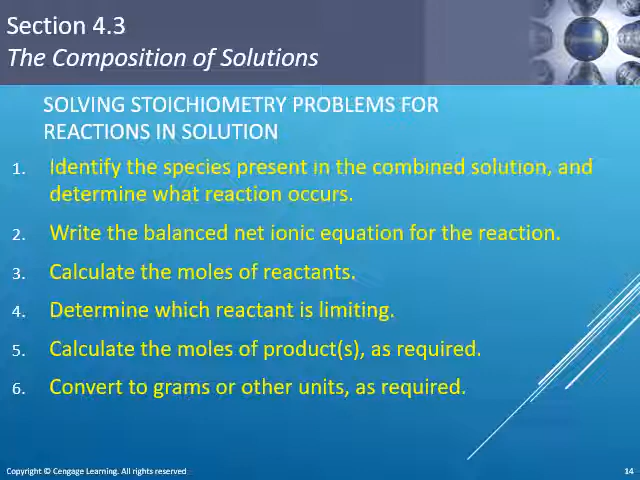 Section 4.3
The Composition of Solutions
SOLVING STOICHIOMETRY PROBLEMS FOR
REACTIONS IN SOLUTION
1. Identify the species present in the combined solution, and
determine what reaction occurs.
2. Write the balanced net ionic equation for the reaction.
3. Calculate the moles of reactants.
4. Determine which reactant is limiting.
5. Calculate the moles of product(s), as required.
6. Convert to grams or other units, as required.
Copyright © Cengage Learning. All rights reserved 14